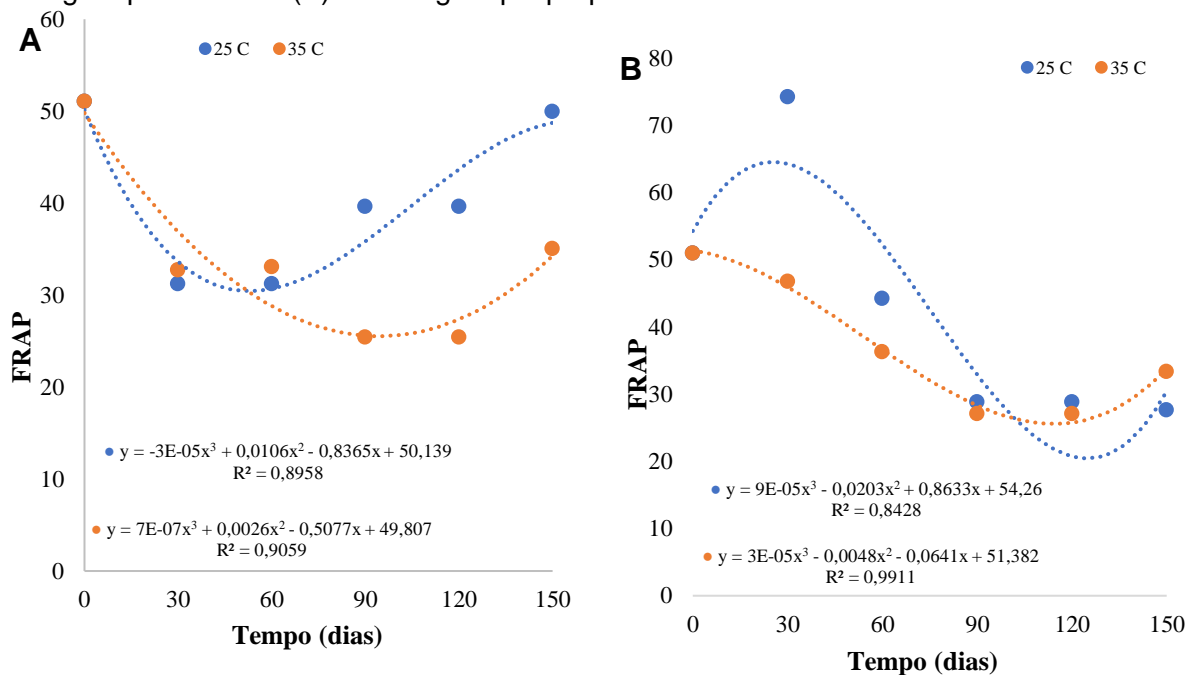 A
25 C 35 C
60
50
40
30
20
10
0
FRAP
y = -3E-05x³ + 0,0106x² - 0,8365x + 50,139
R² = 0,8958
y = 7E-07x³ + 0,0026x² - 0,5077x + 49,807
R² = 0,9059
0 30 60 90 120 150
Tempo (dias)
B
25 C 35 C
80
70
60
50
40
30
20
10
0
FRAP
y = 9E-05x³ - 0,0203x² + 0,8633x + 54,26
R² = 0,8428
y = 3E-05x³ - 0,0048x² - 0,0641x + 51,382
R² = 0,9911
0 30 60 90 120 150
Tempo (dias)